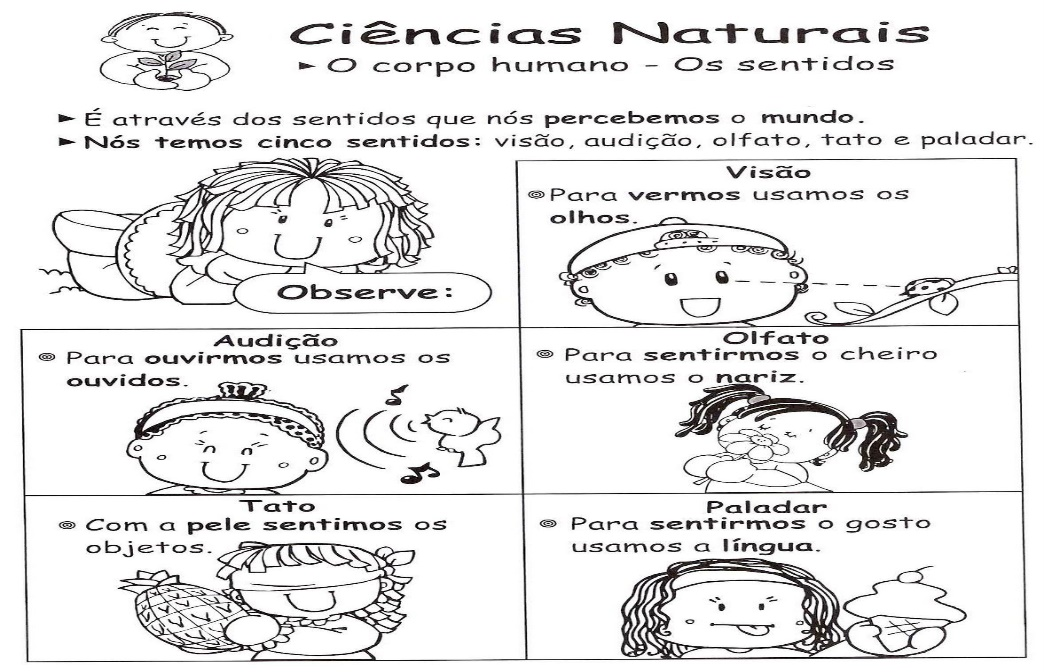 Ciências Naturais
► O corpo humano - Os sentidos
► É através dos sentidos que nós percebemos o mundo.
► Nós temos cinco sentidos: visão, audição, olfato, tato e paladar.
Observe:
Visão
Para vermos usamos os
olhos.
Audição
Para ouvirmos usamos os
ouvidos.
Olfato
Para sentirmos o cheiro
usamos o nariz.
Tato
Com a pele sentimos os
objetos.
Paladar
Para sentirmos o gosto
usamos a língua.